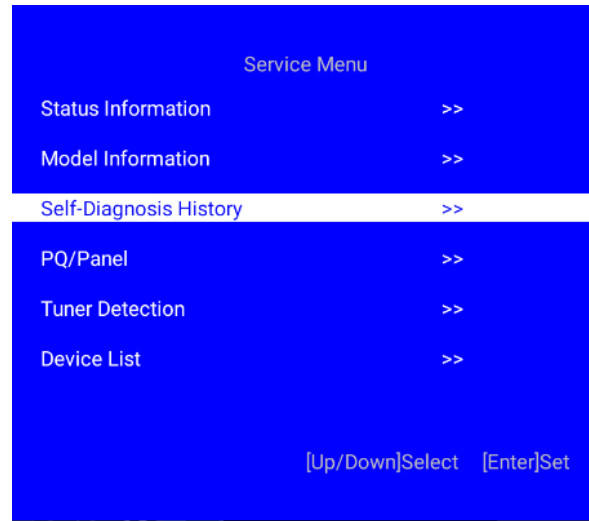 Service Menu
Status Information >>
Model Information >>
Self-Diagnosis History >>
PQ/Panel >>
Tuner Detection >>
Device List >>
[Up/Down]Select [Enter]Set